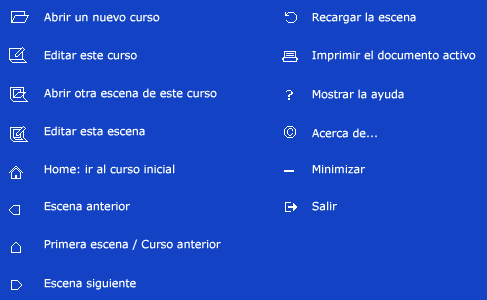 Abrir un nuevo curso
Editar este curso
Abrir otra escena de este curso
Editar esta escena
Home: ir al curso inicial
Escena anterior
Primera escena / Curso anterior
Escena siguiente
Recargar la escena
Imprimir el documento activo
? Mostrar la ayuda
© Acerca de...
Minimizar
Salir